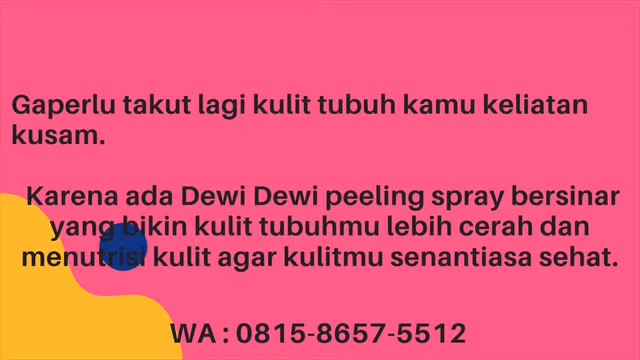 Gaperlu takut lagi kulit tubuh kamu keliatan
kusam.
Karena ada Dewi Dewi peeling spray bersinar
yang bikin kulit tubuhmu lebih cerah dan
menutrisi kulit agar kulitmu senantiasa sehat.
WA : 0815-8657-5512